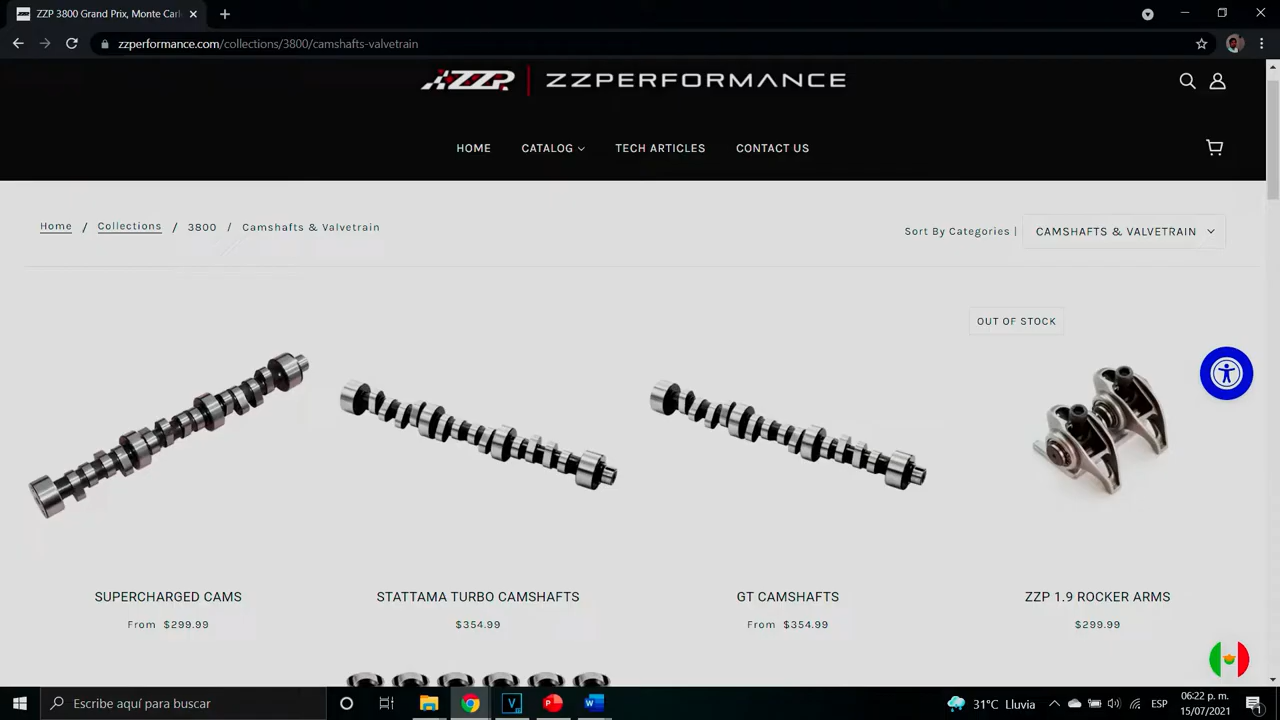 ZZP 3800 Grand Prix, Monte Carl
zzperformance.com/collections/3800/camshafts-valvetrain
ZZP | ZZPERFORMANCE
HOME CATALOG TECH ARTICLES CONTACT US
Home / Collections / 3800 / Camshafts & Valvetrain
Sort By Categories | CAMSHAFTS & VALVETRAIN
OUT OF STOCK
SUPERCHARGED CAMS
From $299.99
STATTAMA TURBO CAMSHAFTS
$354.99
GT CAMSHAFTS
From $354.99
ZZP 1.9 ROCKER ARMS
$299.99
Escribe aquí para buscar
31°C Lluvia
ESP
06:22 p. m.
15/07/2021
1